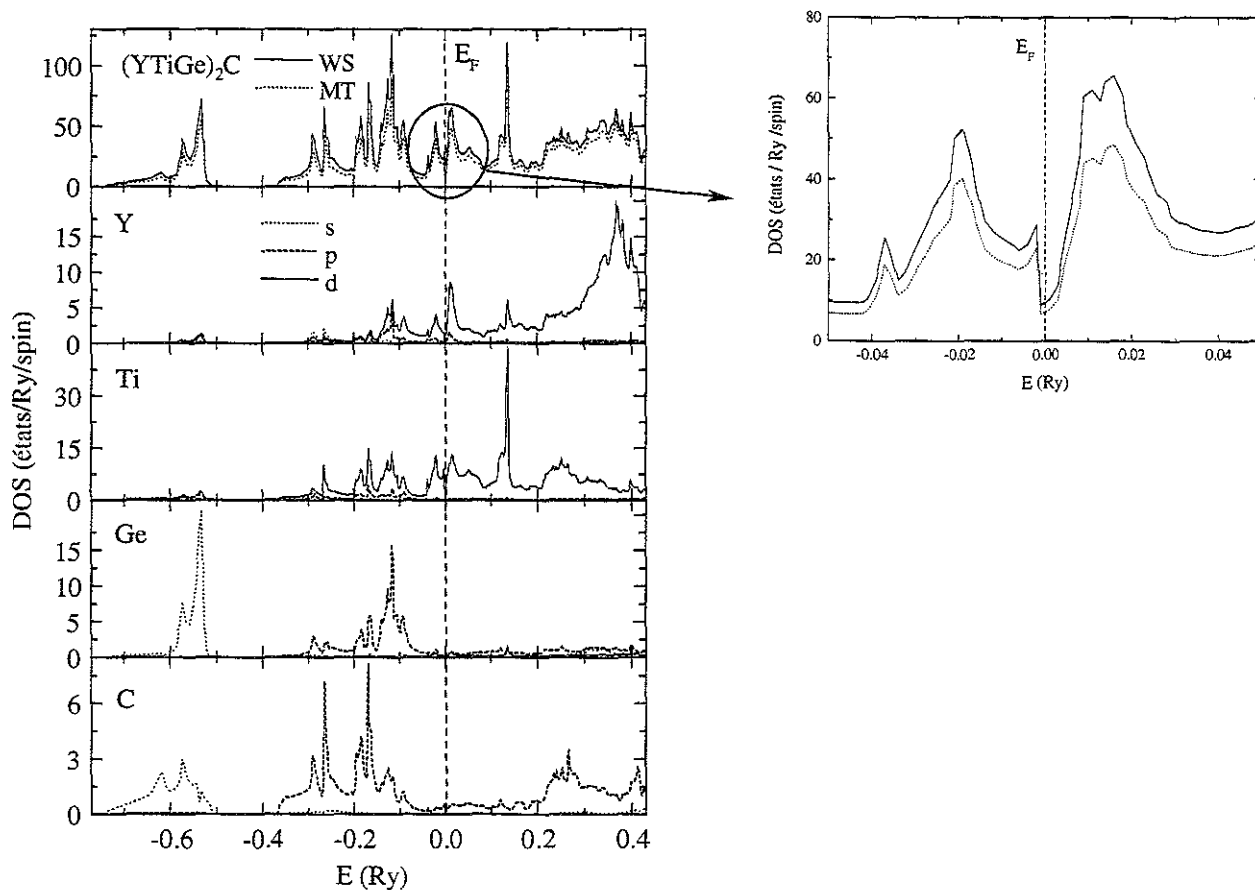 (YTiGe)₂C
WS
MT
E_F
100
50
0
Y
s
p
d
15
10
5
0
Ti
30
15
0
Ge
15
10
5
0
C
6
3
0
-0.6
-0.4
-0.2
0.0
0.2
0.4
E (Ry)
DOS (états/Ry/spin)
80
60
40
20
0
E_F
-0.04
-0.02
0.00
0.02
0.04
E (Ry)
DOS (états / Ry /spin)